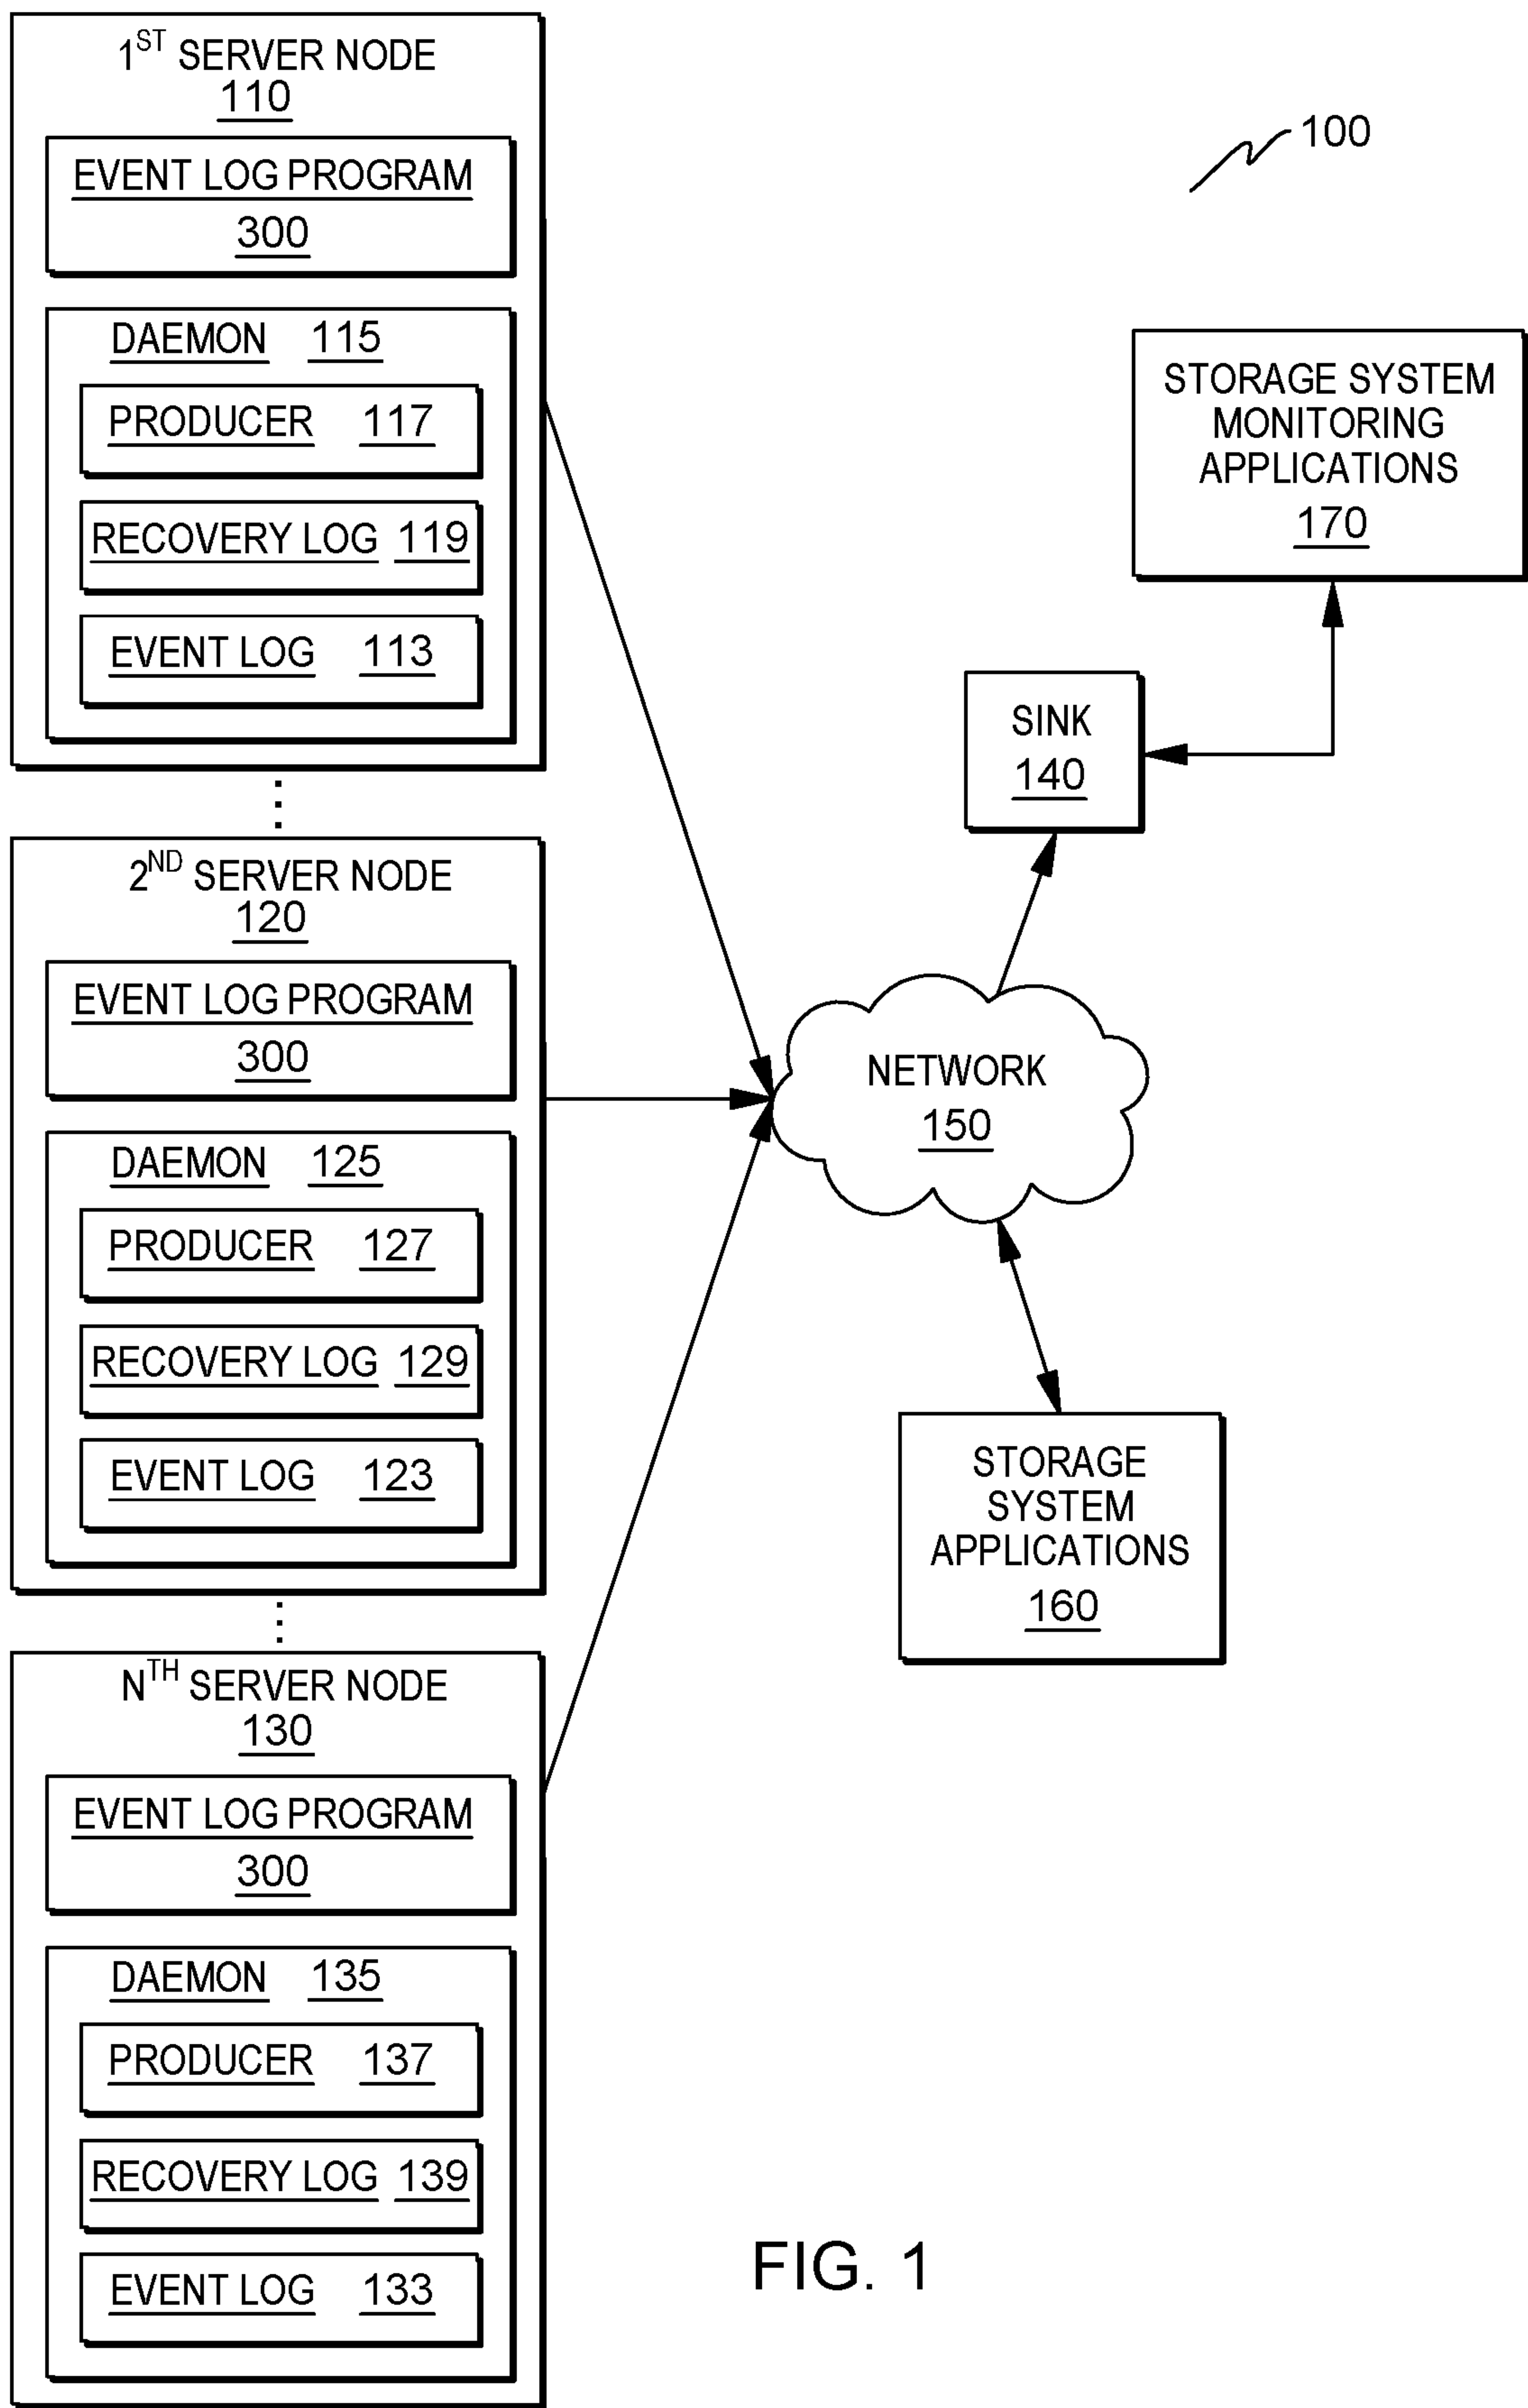 1ST SERVER NODE
110
EVENT LOG PROGRAM
300
DAEMON 115
PRODUCER 117
RECOVERY LOG 119
EVENT LOG 113
2ND SERVER NODE
120
EVENT LOG PROGRAM
300
DAEMON 125
PRODUCER 127
RECOVERY LOG 129
EVENT LOG 123
NTH SERVER NODE
130
EVENT LOG PROGRAM
300
DAEMON 135
PRODUCER 137
RECOVERY LOG 139
EVENT LOG 133
100
STORAGE SYSTEM
MONITORING
APPLICATIONS
170
SINK
140
NETWORK
150
STORAGE
SYSTEM
APPLICATIONS
160
FIG. 1